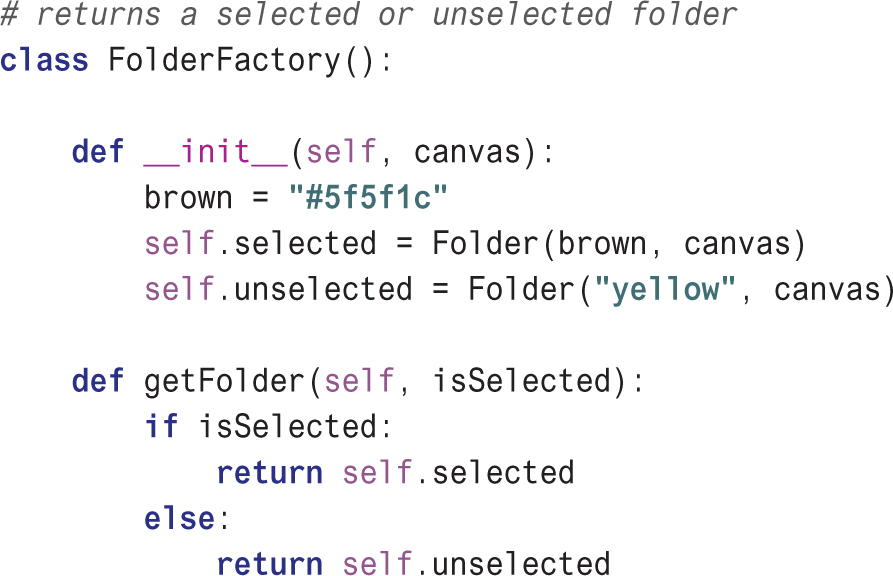 # returns a selected or unselected folder
class FolderFactory():
    def __init__(self, canvas):
        brown = "#5f5f1c"
        self.selected = Folder(brown, canvas)
        self.unselected = Folder("yellow", canvas)
    def getFolder(self, isSelected):
        if isSelected:
            return self.selected
        else:
            return self.unselected